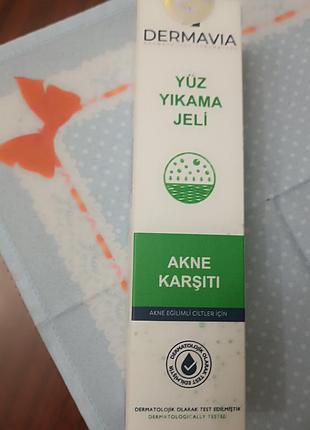 DERMAVIA
YÜZ
YIKAMA
JELİ
AKNE
KARŞITI
AKNE EĞİLİMLİ CİLTLER İÇİN
DERMATOLOJİK OLARAK TEST EDİLMİŞTİR
DERMATOLOJİK OLARAK TEST EDİLMİŞTİR
DERMATOLOGICALLY TESTED